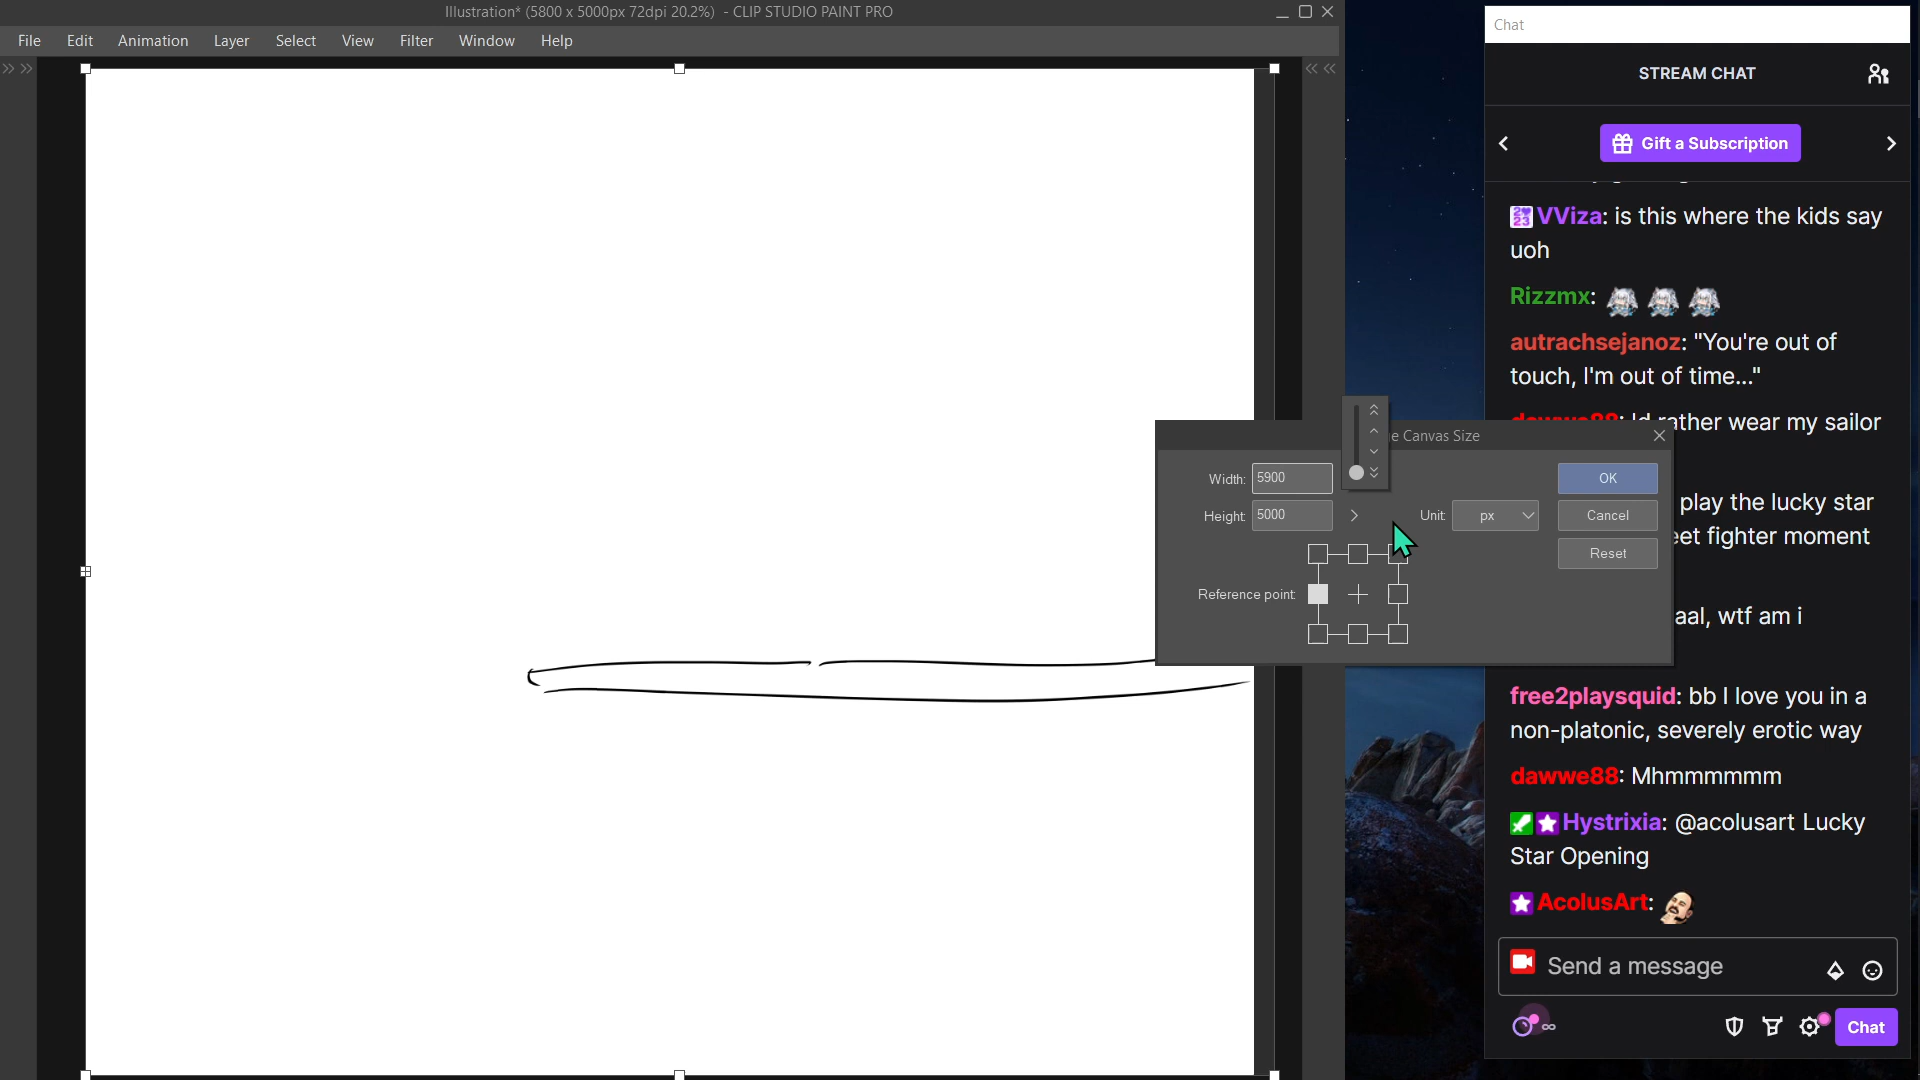 Illustration* (5800 x 5000px 72dpi 20.2%) - CLIP STUDIO PAINT PRO
File Edit Animation Layer Select View Filter Window Help
Width: 5900
Height: 5000
Unit: px
Reference point:
e Canvas Size
OK
Cancel
Reset
Chat
STREAM CHAT
Gift a Subscription
VViza: is this where the kids say
uoh
Rizzmx:
autrachsejanoz: "You're out of
touch, I'm out of time..."
dawwe88: Id rather wear my sailor
play the lucky star
eet fighter moment
aal, wtf am i
free2playsquid: bb I love you in a
non-platonic, severely erotic way
dawwe88: Mhmmmmmm
Hystrixia: @acolusart Lucky
Star Opening
AcolusArt:
Send a message
Chat